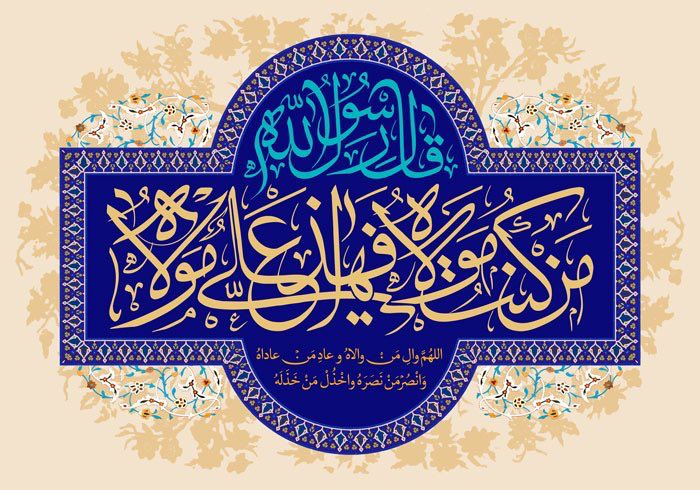 قال رسول الله
من كنت مولاه فهذا علی مولاه
اللهم وال من والاه و عاد من عاداه
وانصر من نصره واخذل من خذله